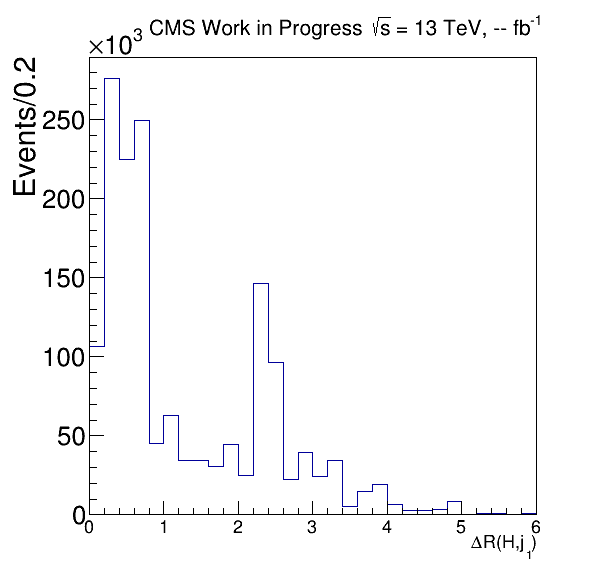 ×10³ CMS Work in Progress √s = 13 TeV, -- fb⁻¹
Events/0.2
250
200
150
100
50
0
0 1 2 3 4 5 6
ΔR(H,j₁)